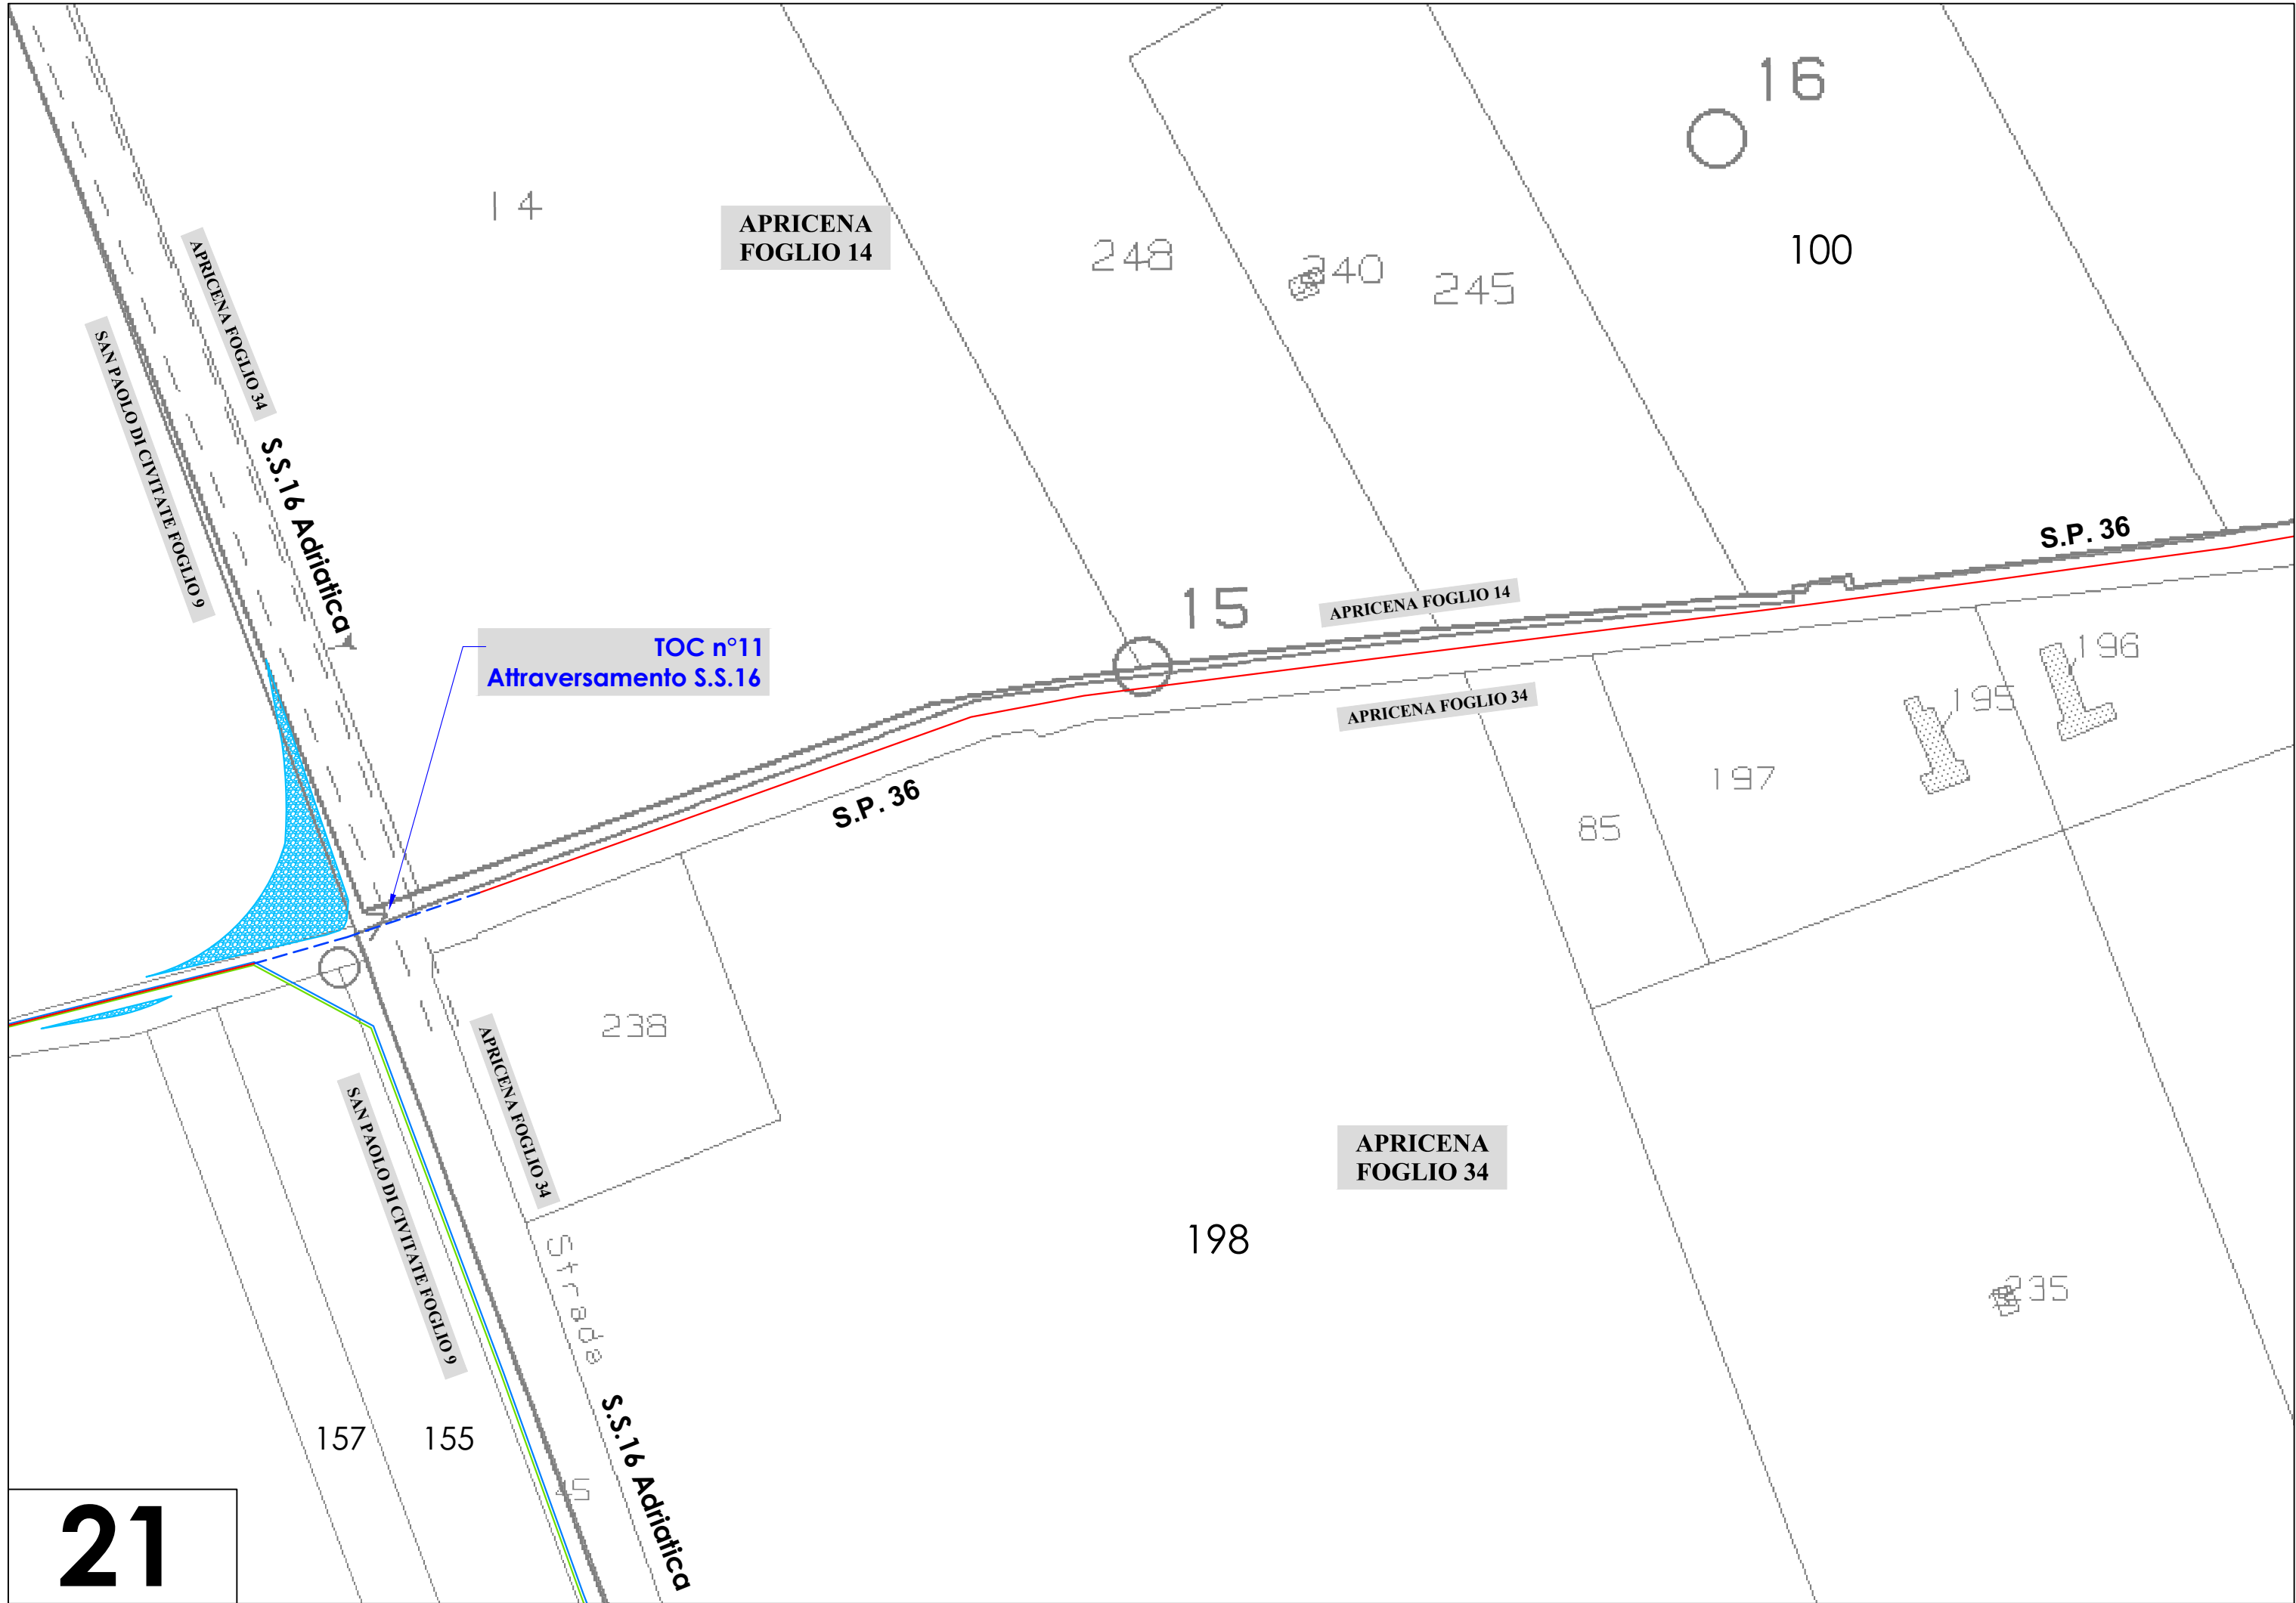 16
14
APRICENA
FOGLIO 14
248
240
245
100
APRICENA FOGLIO 34
SAN PAOLO DI CIVITATE FOGLIO 9
S.S.16 Adriatica
S.P. 36
15
APRICENA FOGLIO 14
TOC n°11
Attraversamento S.S.16
196
195
APRICENA FOGLIO 34
197
S.P. 36
85
238
APRICENA FOGLIO 34
SAN PAOLO DI CIVITATE FOGLIO 9
APRICENA
FOGLIO 34
198
Strada
235
S.S.16 Adriatica
157
155
45
21